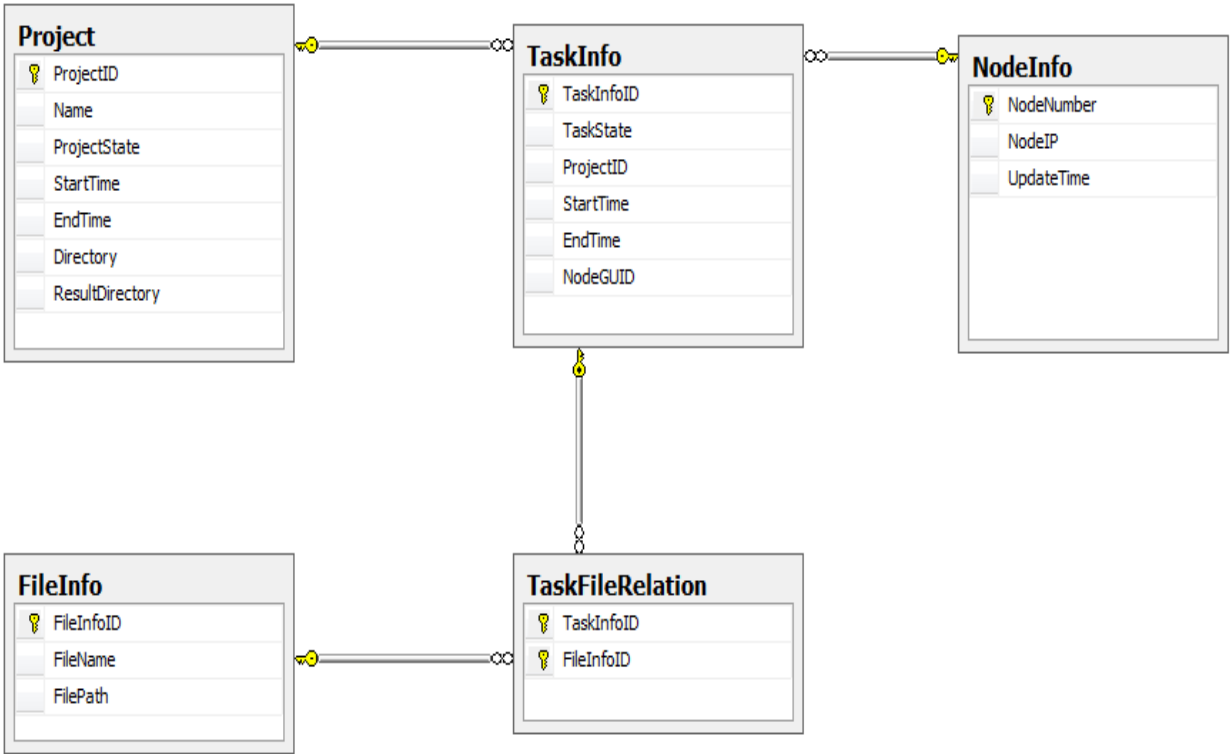 Project
ProjectID
Name
ProjectState
StartTime
EndTime
Directory
ResultDirectory
TaskInfo
TaskInfoID
TaskState
ProjectID
StartTime
EndTime
NodeGUID
NodeInfo
NodeNumber
NodeIP
UpdateTime
FileInfo
FileInfoID
FileName
FilePath
TaskFileRelation
TaskInfoID
FileInfoID